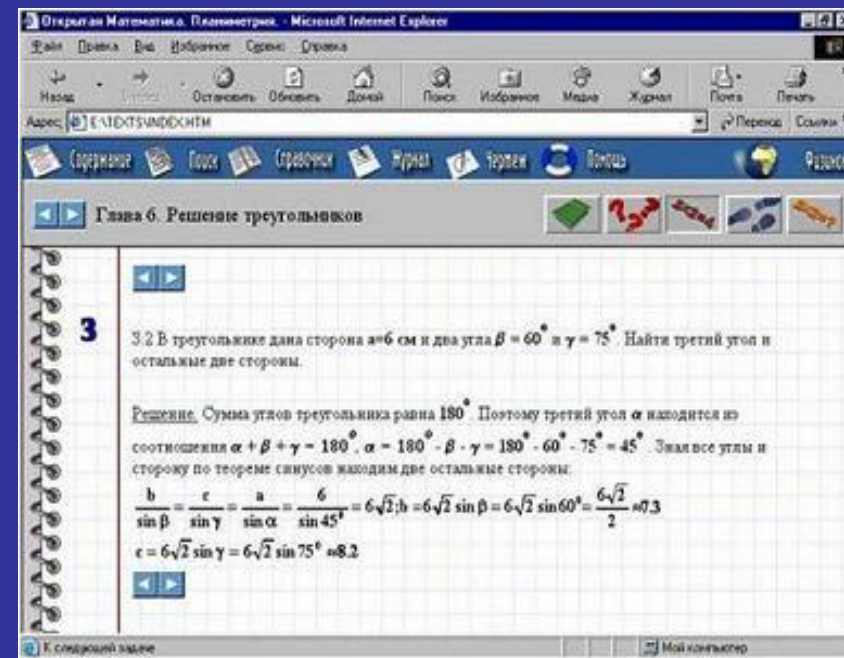 Открытая Математика. Планиметрия. - Microsoft Internet Explorer
Файл Правка Вид Избранное Сервис Справка
Назад Остановить Обновить Домой Поиск Избранное Медиа Журнал Почта Печать
Адрес E:\TEXTS\INDEX.HTM Переход Ссылки
Содержание Поиск Справочник Журнал Чертеж Помощь
Глава 6. Решение треугольников
3
3.2 В треугольнике дана сторона a=6 см и два угла β = 60° и γ = 75°. Найти третий угол и
остальные две стороны.
Решение. Сумма углов треугольника равна 180°. Поэтому третий угол α находится из
соотношения α + β + γ = 180°, α = 180° - β - γ = 180° - 60° - 75° = 45°. Зная все углы и
сторону по теореме синусов находим две остальные стороны:
b/sin β = c/sin γ = a/sin α = 6/sin 45° = 6√2; b = 6√2 sin β = 6√2 sin 60° = 6√2/2 ≈7.3
c = 6√2 sin γ = 6√2 sin 75° ≈8.2
К следующей задаче Мой компьютер